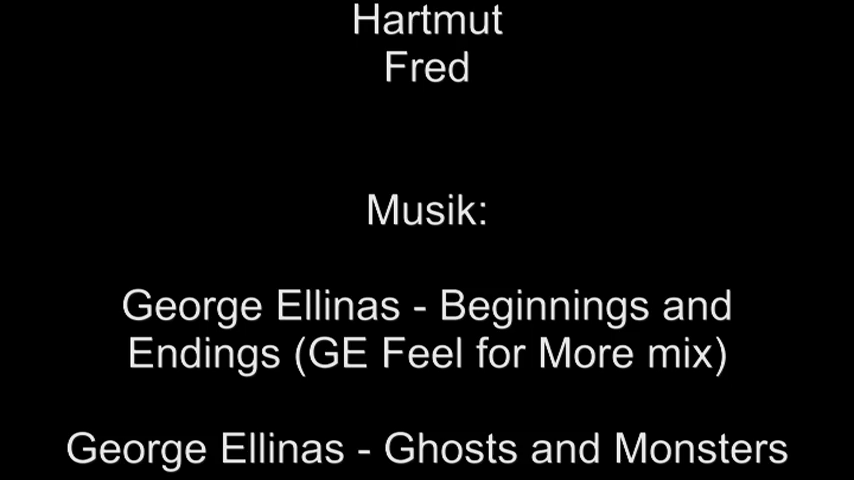 Hartmut
Fred
Musik:
George Ellinas - Beginnings and
Endings (GE Feel for More mix)
George Ellinas - Ghosts and Monsters